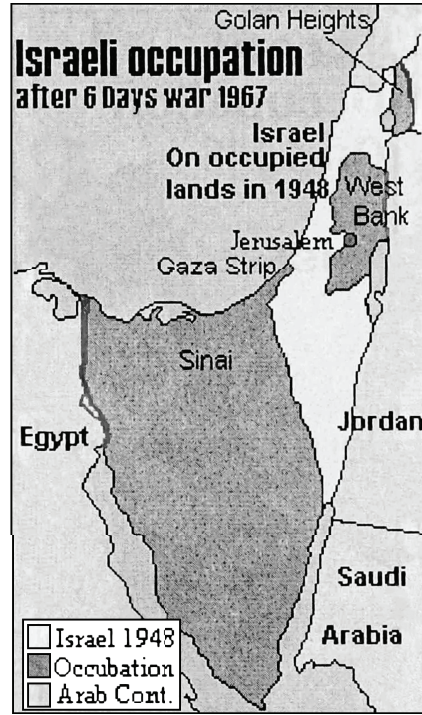 Golan Heights
Israeli occupation
after 6 Days war 1967
Israel
On occupied
lands in 1948
West
Bank
Jerusalem
Gaza Strip
Sinai
Egypt
Jordan
Saudi
Arabia
Israel 1948
Occubation
Arab Cont.